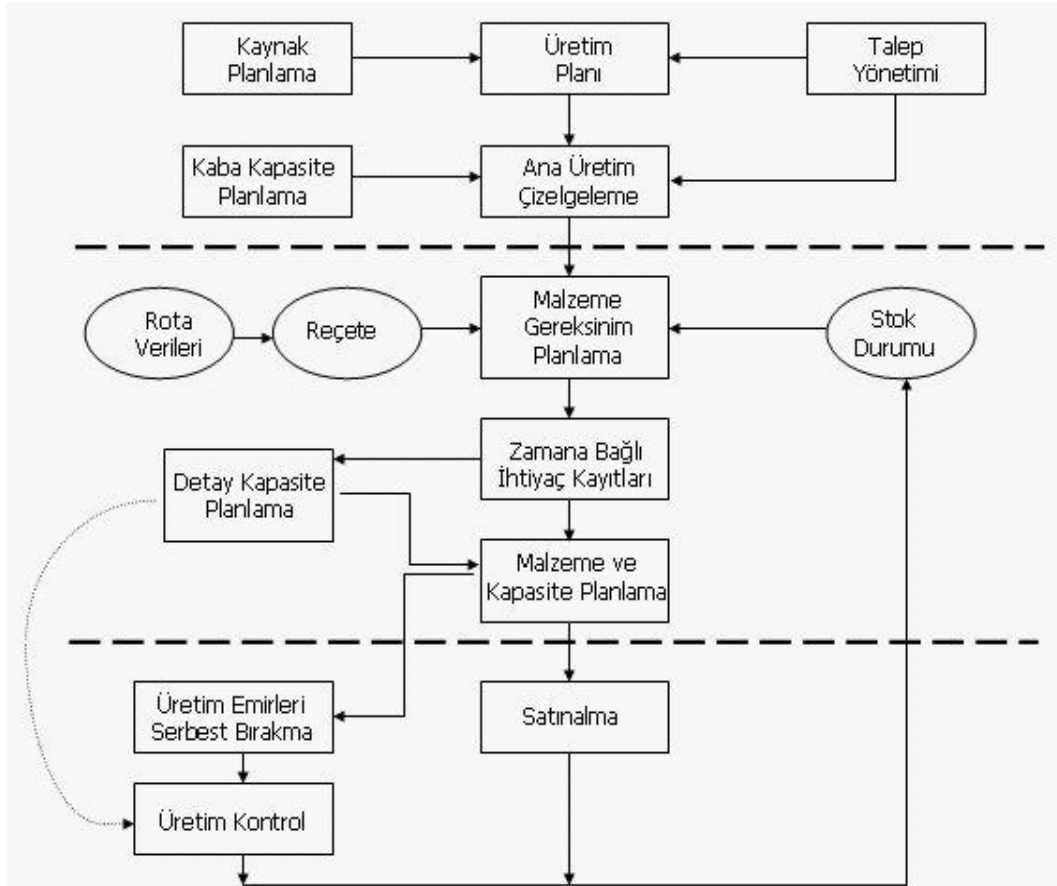 Kaynak
Planlama
Üretim
Planı
Talep
Yönetimi
Kaba Kapasite
Planlama
Ana Üretim
Çizelgeleme
Rota
Verileri
Reçete
Malzeme
Gereksinim
Planlama
Stok
Durumu
Zamana Bağlı
İhtiyaç Kayıtları
Detay Kapasite
Planlama
Malzeme ve
Kapasite Planlama
Üretim Emirleri
Serbest Bırakma
Satınalma
Üretim Kontrol